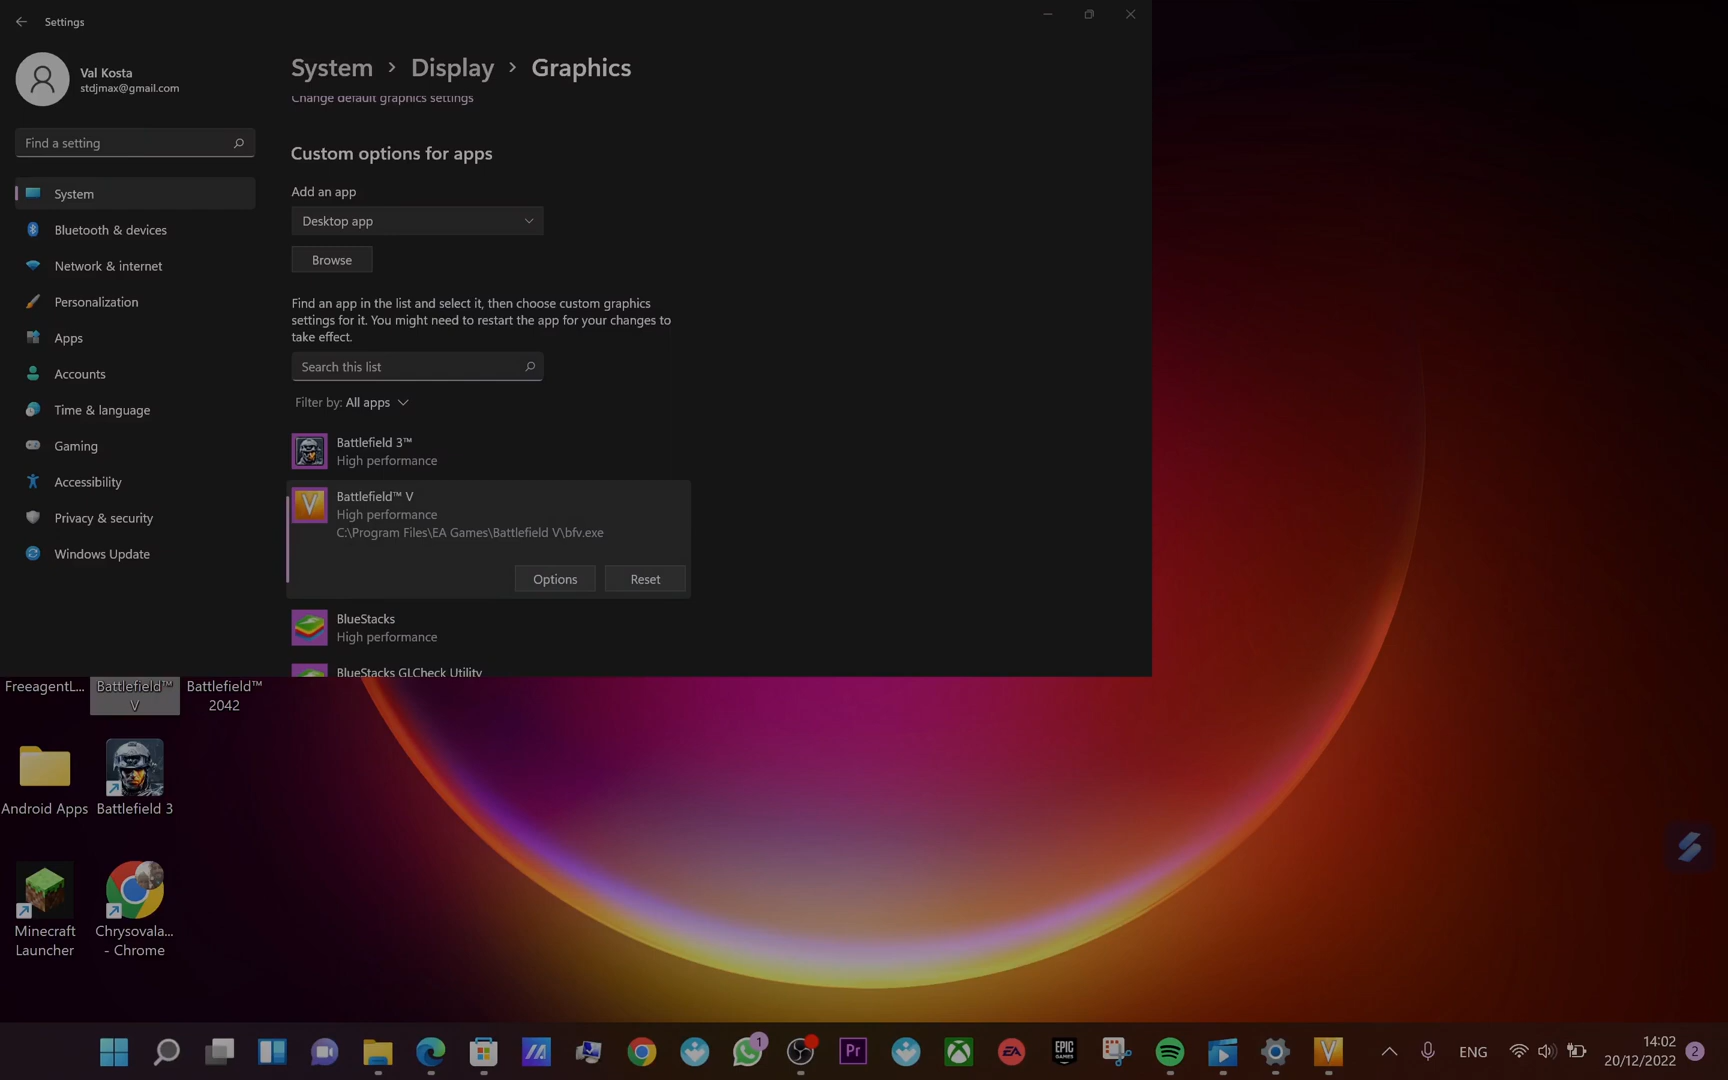 Settings
Val Kosta
stdjmax@gmail.com
Find a setting
System
Bluetooth & devices
Network & internet
Personalization
Apps
Accounts
Time & language
Gaming
Accessibility
Privacy & security
Windows Update
System > Display > Graphics
Change default graphics settings
Custom options for apps
Add an app
Desktop app
Browse
Find an app in the list and select it, then choose custom graphics
settings for it. You might need to restart the app for your changes to
take effect.
Search this list
Filter by: All apps
Battlefield 3™
High performance
Battlefield™ V
High performance
C:\Program Files\EA Games\Battlefield V\bfv.exe
Options
Reset
BlueStacks
High performance
BlueStacks GLCheck Utility
FreeagentL...
Battlefield™
V
Battlefield™
2042
Android Apps
Battlefield 3
Minecraft
Launcher
Chrysovala...
- Chrome
1
Pr
EA
EPIC
GAMES
V
ENG
14:02
20/12/2022
2